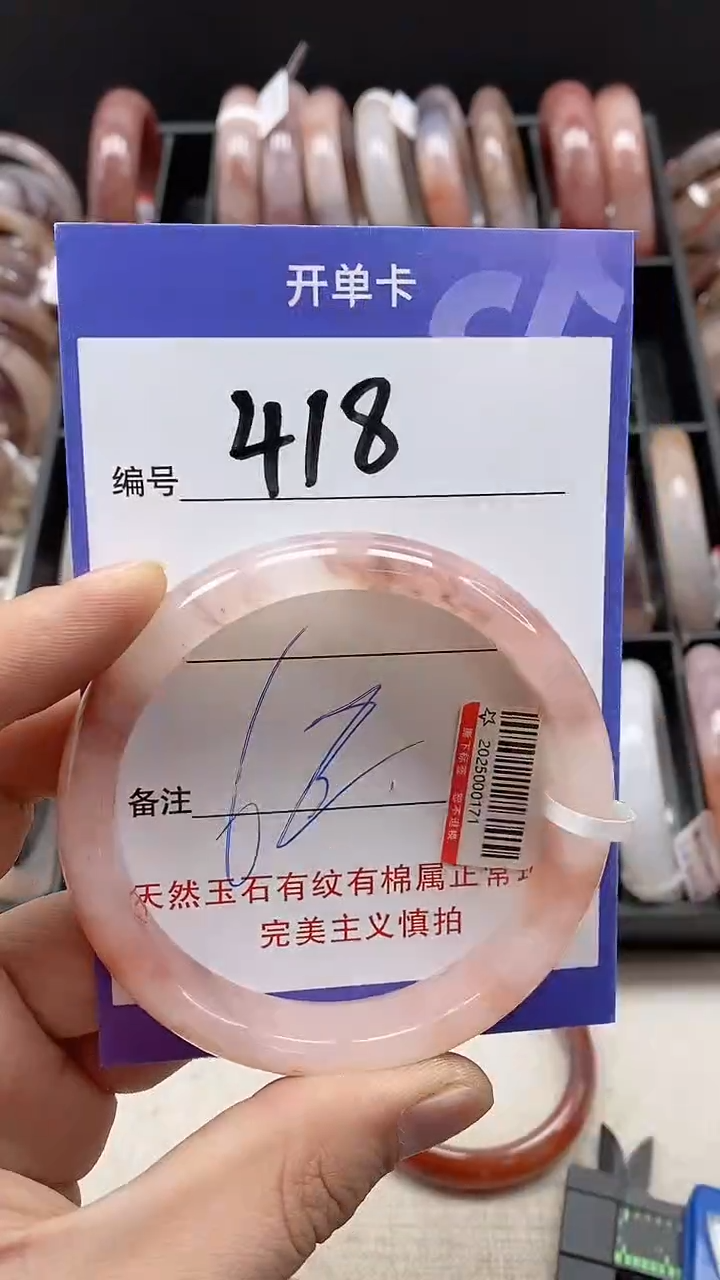 开单卡
编号 418
备注
2025000171
天然玉石有纹有棉属正常
完美主义慎拍